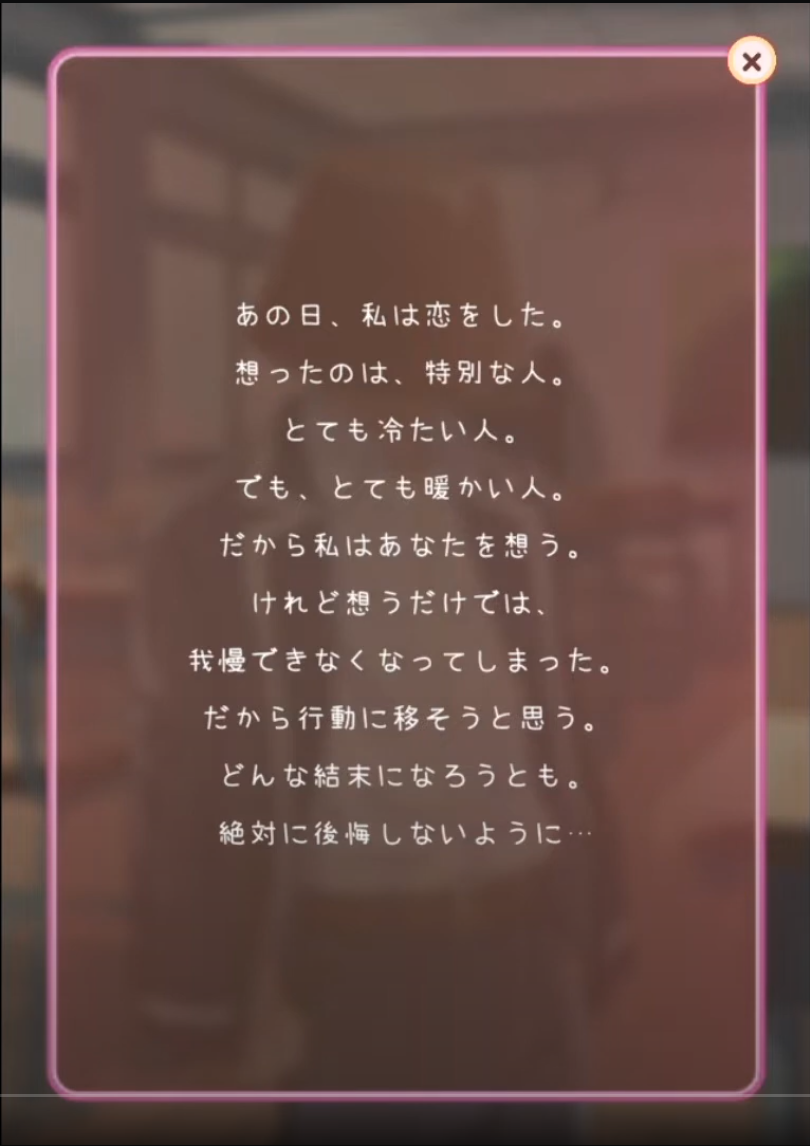 あの日、私は恋をした。
想ったのは、特別な人。
とても冷たい人。
でも、とても暖かい人。
だから私はあなたを想う。
けれど想うだけでは、
我慢できなくなってしまった。
だから行動に移そうと思う。
どんな結末になろうとも。
絶対に後悔しないように…